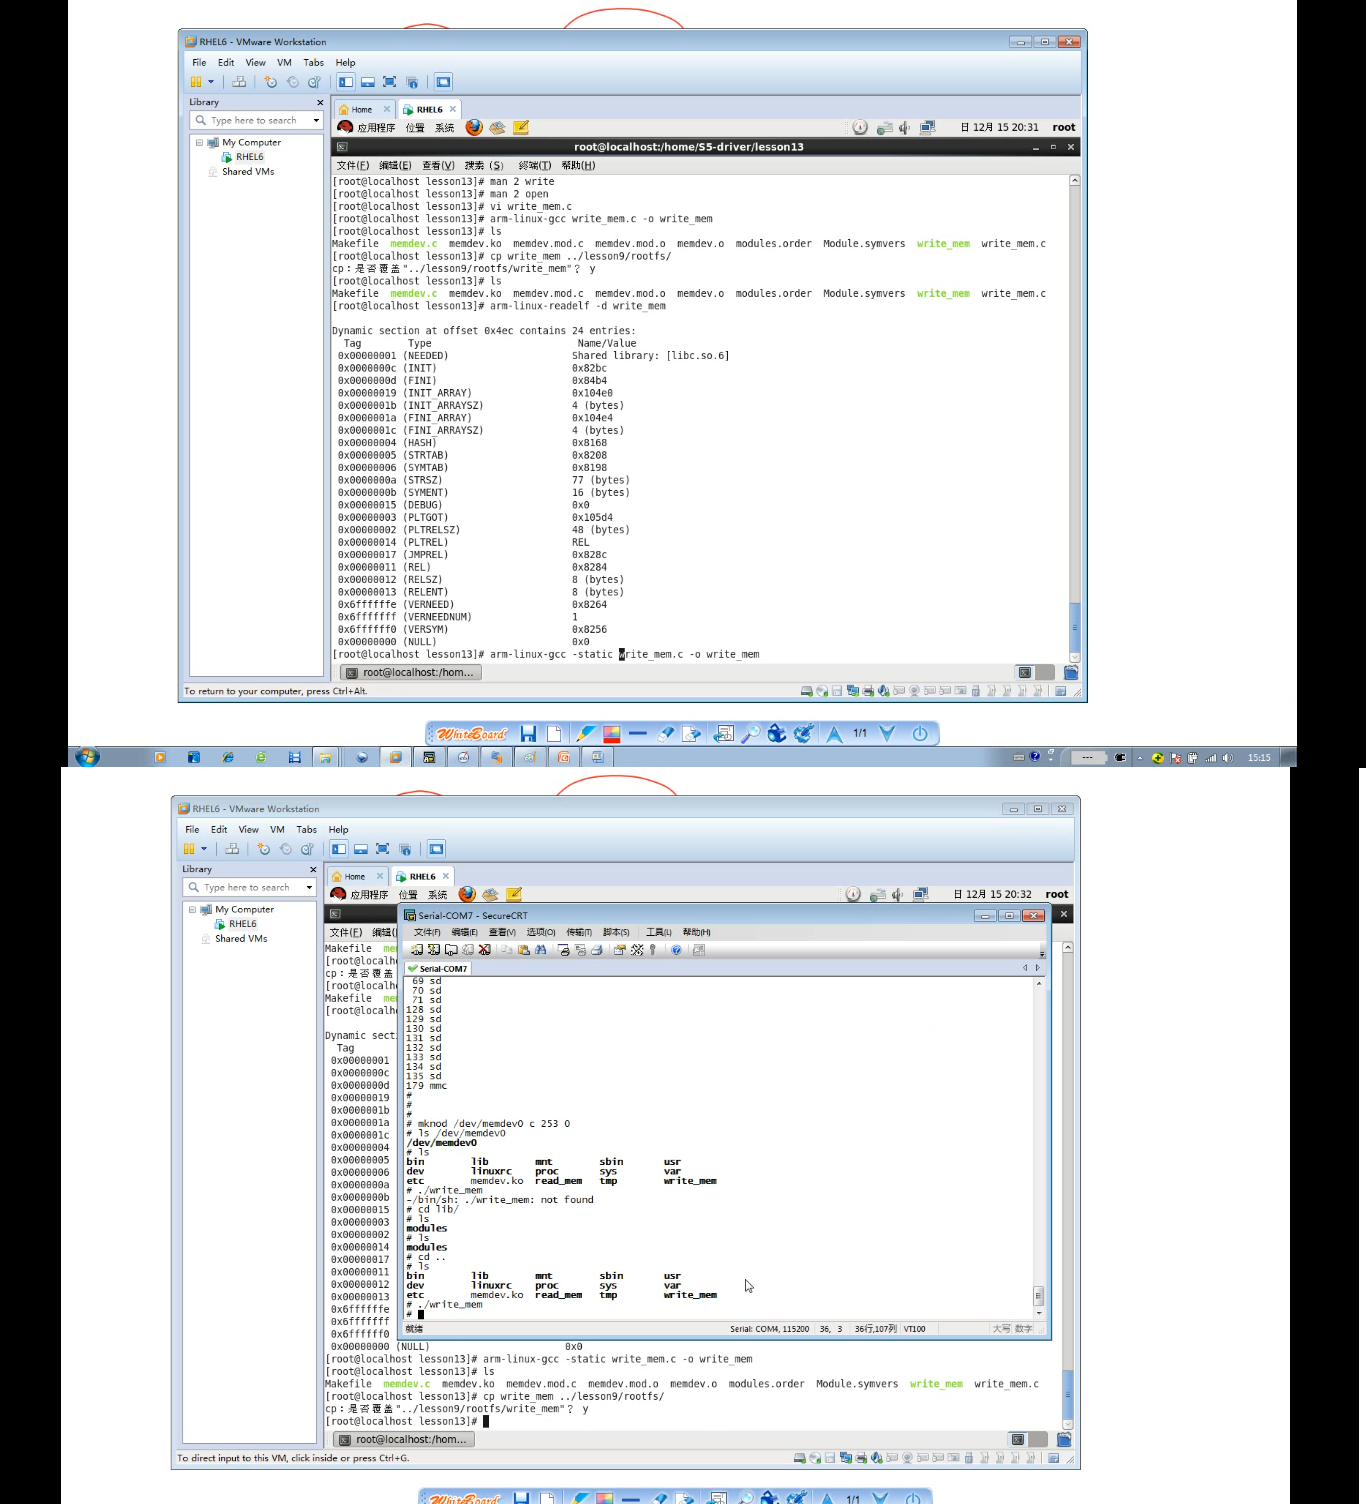 RHEL6 - VMware Workstation
File Edit View VM Tabs Help
Library
Home RHEL6
Type here to search
应用程序 位置 系统 日 12月 15 20:31 root
My Computer
RHEL6
Shared VMs
root@localhost:/home/S5-driver/lesson13
文件(F) 编辑(E) 查看(V) 搜索 (S) 终端(T) 帮助(H)
[root@localhost lesson13]# man 2 write
[root@localhost lesson13]# man 2 open
[root@localhost lesson13]# vi write_mem.c
[root@localhost lesson13]# arm-linux-gcc write_mem.c -o write_mem
[root@localhost lesson13]# ls
Makefile memdev.c memdev.ko memdev.mod.c memdev.mod.o memdev.o modules.order Module.symvers write_mem write_mem.c
[root@localhost lesson13]# cp write_mem ../lesson9/rootfs/
cp：是否覆盖"../lesson9/rootfs/write_mem"？ y
[root@localhost lesson13]# ls
Makefile memdev.c memdev.ko memdev.mod.c memdev.mod.o memdev.o modules.order Module.symvers write_mem write_mem.c
[root@localhost lesson13]# arm-linux-readelf -d write_mem
Dynamic section at offset 0x4ec contains 24 entries:
Tag Type Name/Value
0x00000001 (NEEDED) Shared library: [libc.so.6]
0x0000000c (INIT) 0x82bc
0x0000000d (FINI) 0x84b4
0x00000019 (INIT_ARRAY) 0x104e0
0x0000001b (INIT_ARRAYSZ) 4 (bytes)
0x0000001a (FINI_ARRAY) 0x104e4
0x0000001c (FINI_ARRAYSZ) 4 (bytes)
0x00000004 (HASH) 0x8168
0x00000005 (STRTAB) 0x8208
0x00000006 (SYMTAB) 0x8198
0x0000000a (STRSZ) 77 (bytes)
0x0000000b (SYMENT) 16 (bytes)
0x00000015 (DEBUG) 0x0
0x00000003 (PLTGOT) 0x105d4
0x00000002 (PLTRELSZ) 48 (bytes)
0x00000014 (PLTREL) REL
0x00000017 (JMPREL) 0x828c
0x00000011 (REL) 0x8284
0x00000012 (RELSZ) 8 (bytes)
0x00000013 (RELENT) 8 (bytes)
0x6ffffffe (VERNEED) 0x8264
0x6fffffff (VERNEEDNUM) 1
0x6ffffff0 (VERSYM) 0x8256
0x00000000 (NULL) 0x0
[root@localhost lesson13]# arm-linux-gcc -static write_mem.c -o write_mem
root@localhost:/hom...
To return to your computer, press Ctrl+Alt.
WhiteBoard 1/1
15:15
RHEL6 - VMware Workstation
File Edit View VM Tabs Help
Library
Home RHEL6
Type here to search
应用程序 位置 系统 日 12月 15 20:32 root
My Computer
RHEL6
Shared VMs
Serial-COM7 - SecureCRT
文件(F) 编辑(E) 查看(V) 选项(O) 传输(T) 脚本(S) 工具(L) 帮助(H)
Serial-COM7
69 sd
70 sd
71 sd
128 sd
129 sd
130 sd
131 sd
132 sd
133 sd
134 sd
135 sd
179 mmc
#
#
#
# mknod /dev/memdev0 c 253 0
# ls /dev/memdev0
/dev/memdev0
# ls
bin lib mnt sbin usr
dev linuxrc proc sys var
etc memdev.ko read_mem tmp write_mem
# ./write_mem
-/bin/sh: ./write_mem: not found
# cd lib/
# ls
modules
# ls
modules
# cd ..
# ls
bin lib mnt sbin usr
dev linuxrc proc sys var
etc memdev.ko read_mem tmp write_mem
# ./write_mem
#
就绪 Serial: COM4, 115200 36, 3 36行,107列 VT100 大写 数字
文件(F) 编辑(
Makefile me
[root@localh
cp：是否覆盖
[root@localh
Makefile mem
[root@localh
Dynamic sect
Tag
0x00000001
0x0000000c
0x0000000d
0x00000019
0x0000001b
0x0000001a
0x0000001c
0x00000004
0x00000005
0x00000006
0x0000000a
0x0000000b
0x00000015
0x00000003
0x00000002
0x00000014
0x00000017
0x00000011
0x00000012
0x00000013
0x6ffffffe
0x6fffffff
0x6ffffff0
0x00000000 (NULL) 0x0
[root@localhost lesson13]# arm-linux-gcc -static write_mem.c -o write_mem
[root@localhost lesson13]# ls
Makefile memdev.c memdev.ko memdev.mod.c memdev.mod.o memdev.o modules.order Module.symvers write_mem write_mem.c
[root@localhost lesson13]# cp write_mem ../lesson9/rootfs/
cp：是否覆盖"../lesson9/rootfs/write_mem"？ y
[root@localhost lesson13]#
root@localhost:/hom...
To direct input to this VM, click inside or press Ctrl+G.
WhiteBoard 1/1